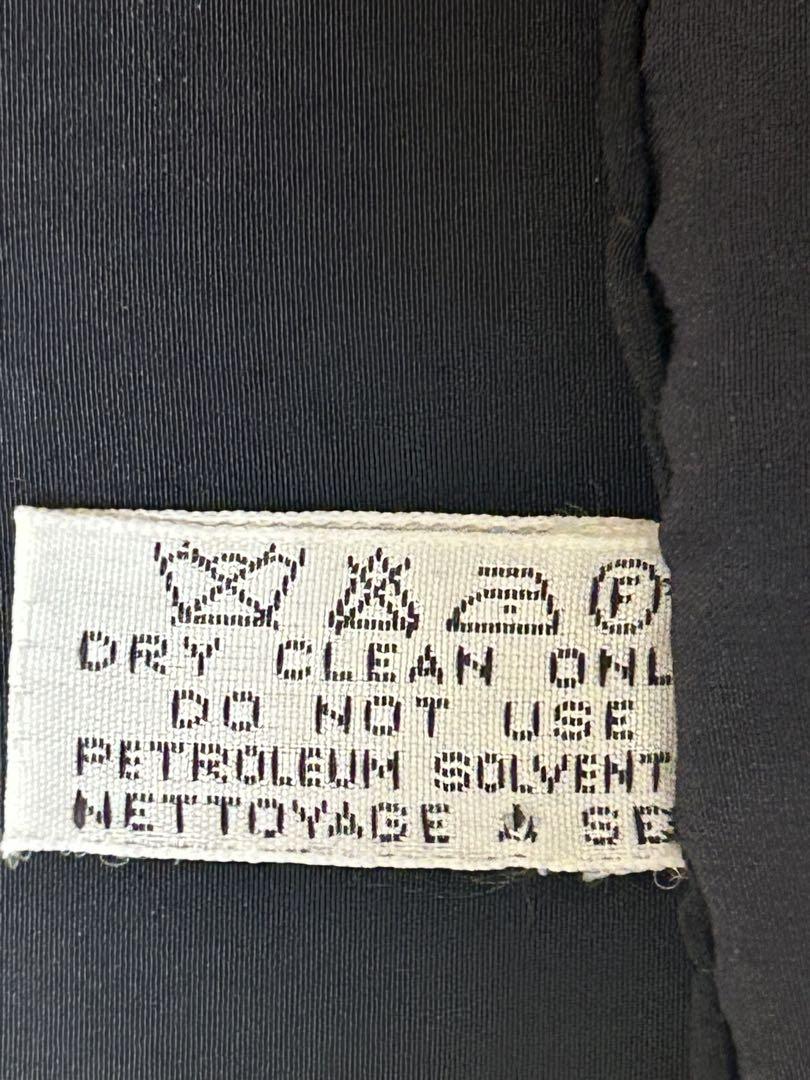 F
DRY CLEAN ONL
DO NOT USE
PETROLEUM SOLVENT
NETTOYAGE A SE